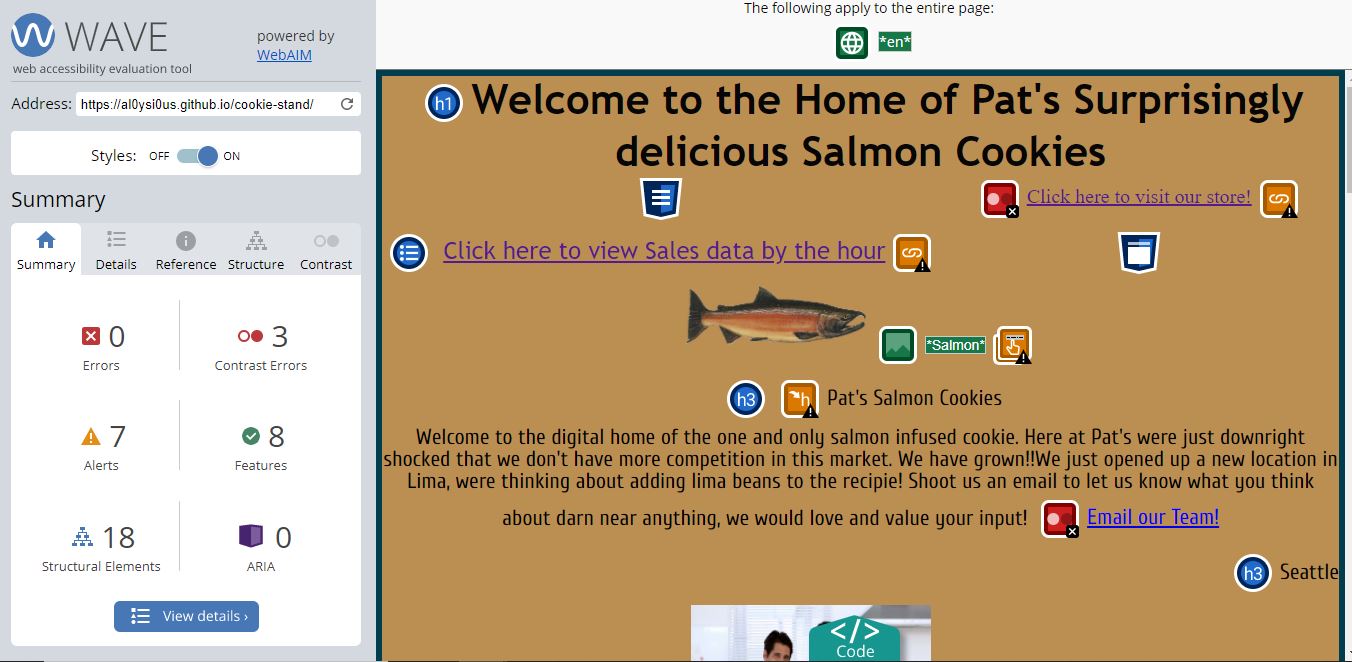 WAVE
powered by
WebAIM
web accessibility evaluation tool
Address: https://al0ysi0us.github.io/cookie-stand/
Styles: OFF ON
Summary
Summary Details Reference Structure Contrast
0
Errors
3
Contrast Errors
7
Alerts
8
Features
18
Structural Elements
0
ARIA
View details ›
The following apply to the entire page:
*en*
h1 Welcome to the Home of Pat's Surprisingly
delicious Salmon Cookies
Click here to visit our store!
Click here to view Sales data by the hour
*Salmon*
h3 h Pat's Salmon Cookies
Welcome to the digital home of the one and only salmon infused cookie. Here at Pat's were just downright
shocked that we don't have more competition in this market. We have grown!!We just opened up a new location in
Lima, were thinking about adding lima beans to the recipie! Shoot us an email to let us know what you think
about darn near anything, we would love and value your input! Email our Team!
h3 Seattle
</> 
Code